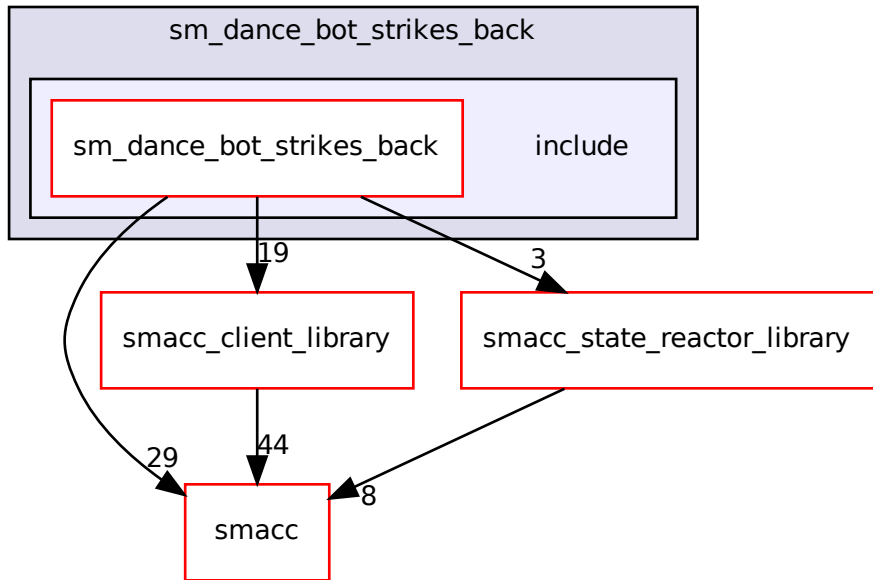 sm_dance_bot_strikes_back
sm_dance_bot_strikes_back
include
19
3
smacc_client_library
smacc_state_reactor_library
29
44
8
smacc